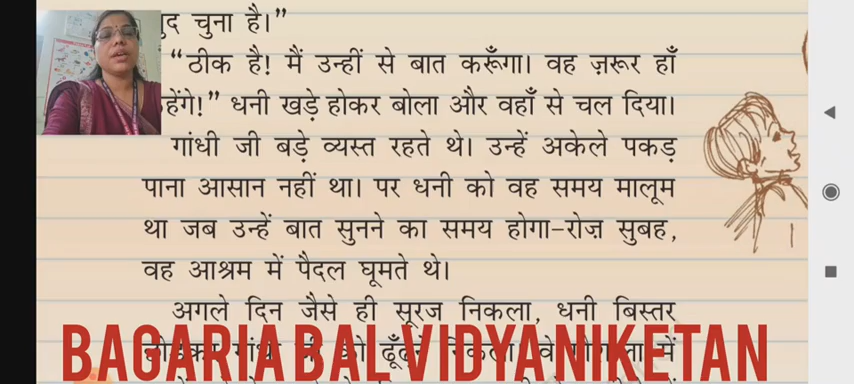 चुना है।”
“ठीक है! मैं उन्हीं से बात करूँगा। वह ज़रूर हाँ
धनी खड़े होकर बोला और वहाँ से चल दिया।
गांधी जी बड़े व्यस्त रहते थे। उन्हें अकेले पकड़
पाना आसान नहीं था। पर धनी को वह समय मालूम
था जब उन्हें बात सुनने का समय होगा–रोज़ सुबह,
वह आश्रम में पैदल घूमते थे।
अगले दिन जैसे ही सूरज निकला, धनी बिस्तर
BAGARIA BAL VIDYA NIKETAN